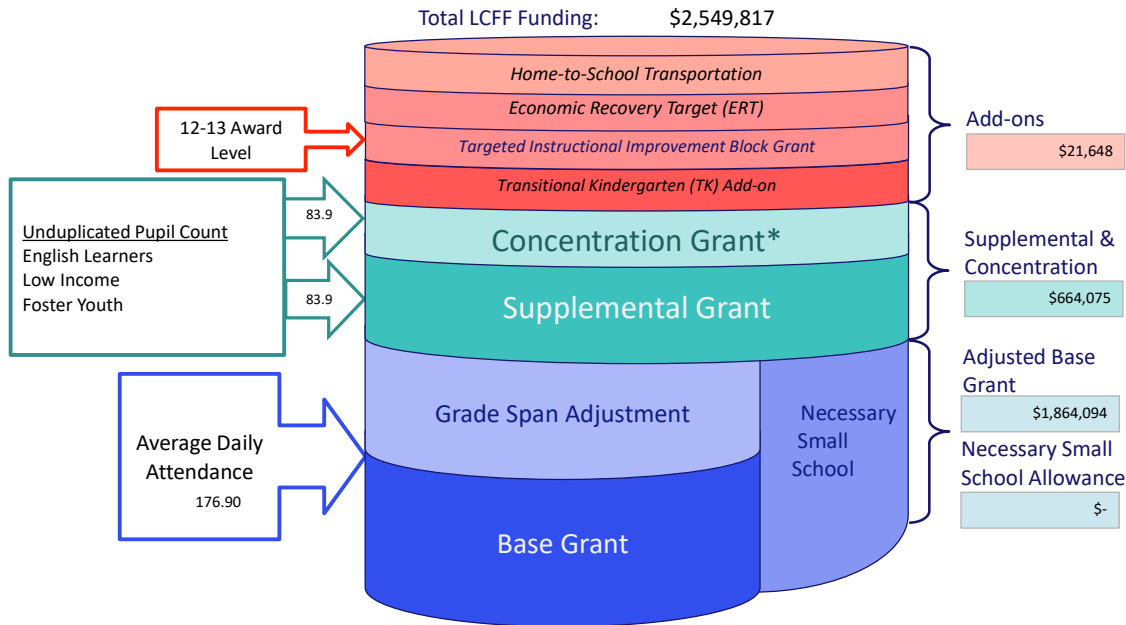 Total LCFF Funding: $2,549,817
Home-to-School Transportation
Economic Recovery Target (ERT)
Targeted Instructional Improvement Block Grant
Transitional Kindergarten (TK) Add-on
Concentration Grant*
Supplemental Grant
Grade Span Adjustment
Base Grant
Necessary
Small
School
12-13 Award
Level
Unduplicated Pupil Count
English Learners
Low Income
Foster Youth
83.9
83.9
Average Daily
Attendance
176.90
Add-ons
$21,648
Supplemental &
Concentration
$664,075
Adjusted Base
Grant
$1,864,094
Necessary Small
School Allowance
$-